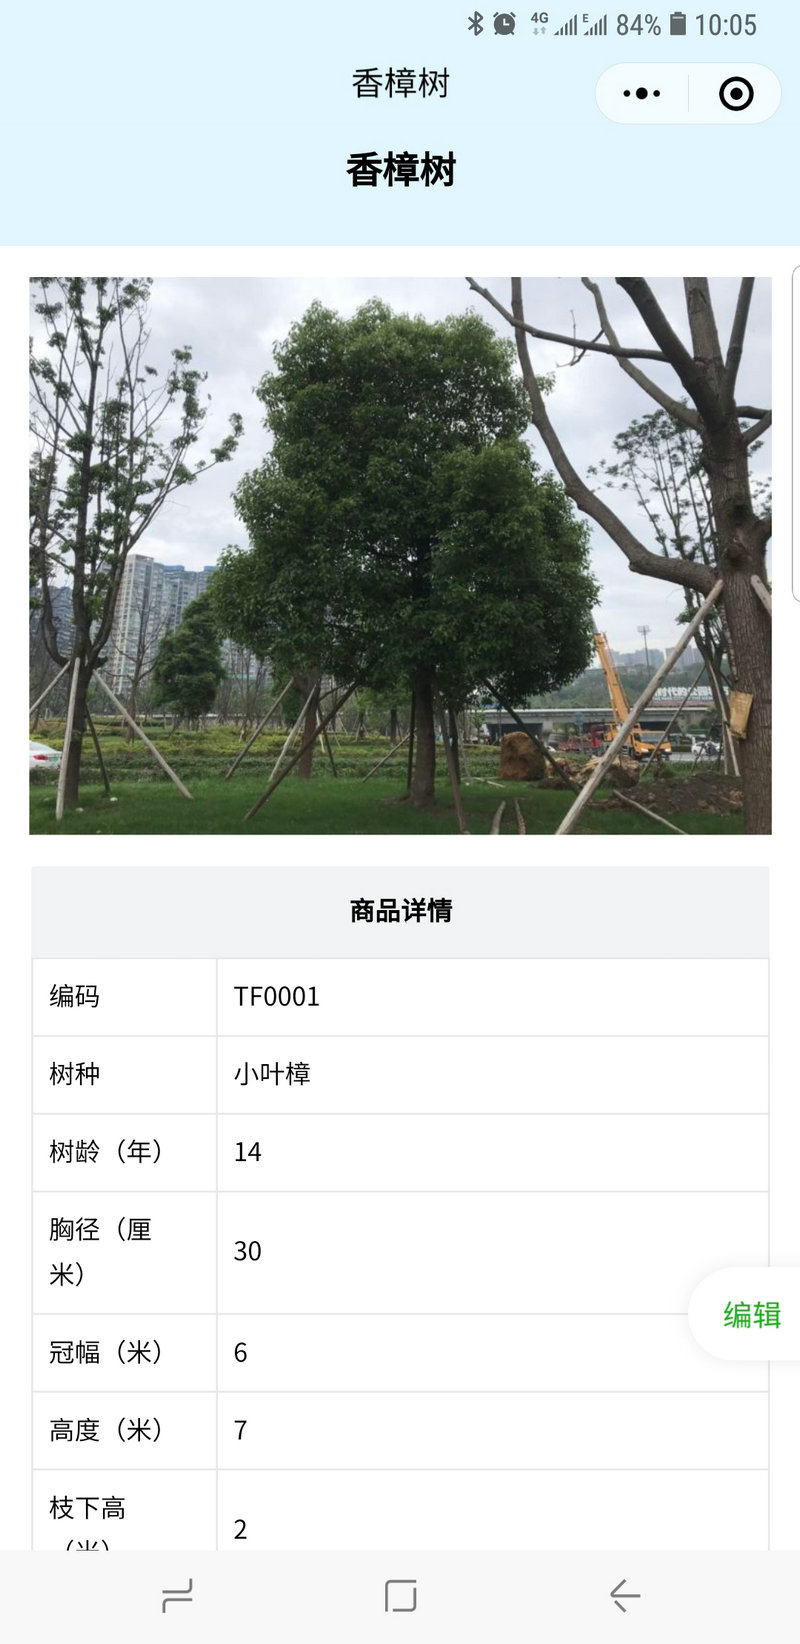 4G E 84% 10:05
香樟树
香樟树
商品详情
编码 TF0001
树种 小叶樟
树龄（年） 14
胸径（厘
米） 30
冠幅（米） 6
高度（米） 7
枝下高
（米） 2
编辑